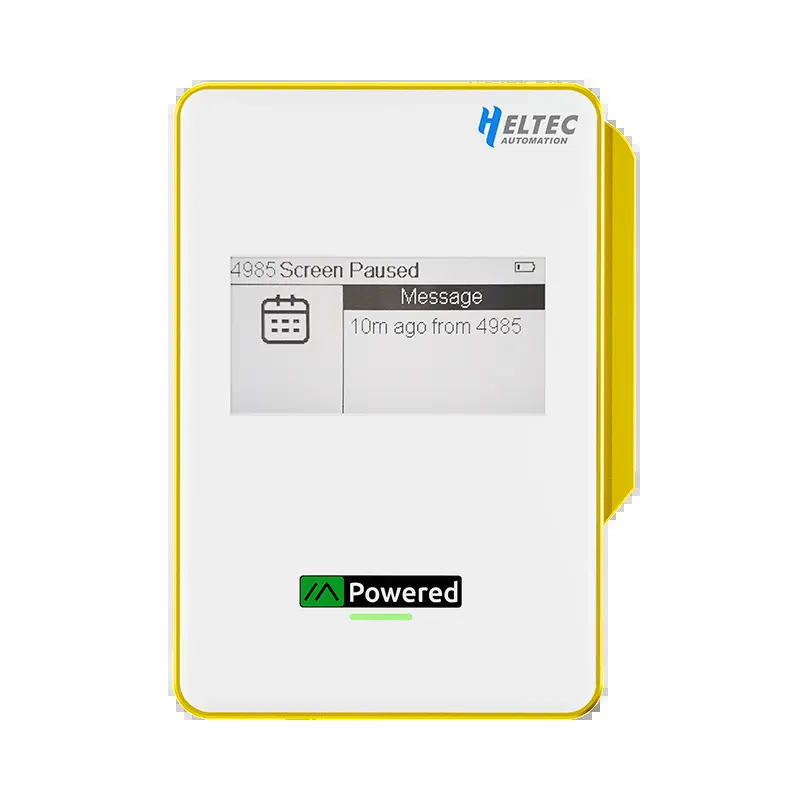 HELTEC
AUTOMATION
4985 Screen Paused
Message
10m ago from 4985
Powered